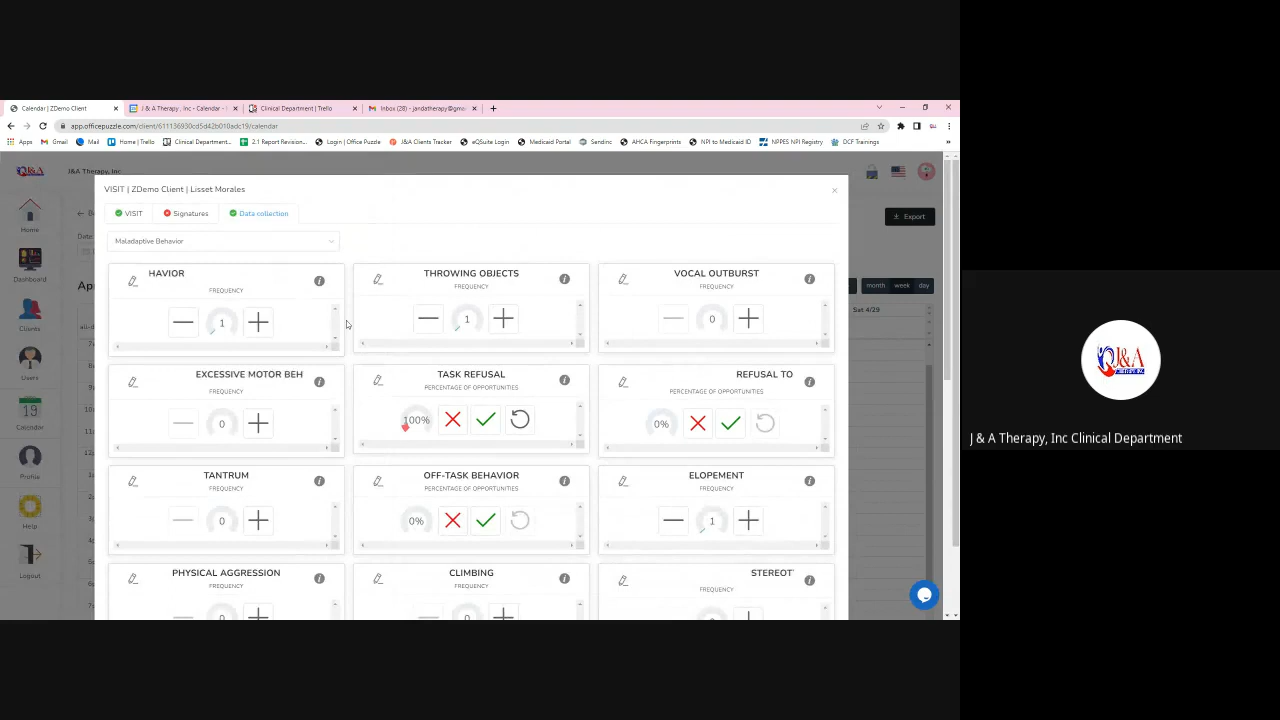 Calendar | ZDemo Client
J & A Therapy , Inc - Calendar -
Clinical Department | Trello
Inbox (28) - jandatherapy@gm
app.officepuzzle.com/client/611136930cd5d42b010adc19/calendar
Apps
Gmail
Mail
Home | Trello
Clinical Department...
2.1 Report Revision...
Login | Office Puzzle
J&A Clients Tracker
eQSuite Login
Medicaid Portal
Sendinc
AHCA Fingerprints
NPI to Medicaid ID
NPPES NPI Registry
DCF Trainings
J&A Therapy, Inc
VISIT | ZDemo Client | Lisset Morales
VISIT
Signatures
Data collection
Export
Maladaptive Behavior
Home
Dashboard
Clients
Users
19
Calendar
Profile
Help
Logout
month
week
day
Sat 4/29
HAVIOR
FREQUENCY
1
THROWING OBJECTS
FREQUENCY
1
VOCAL OUTBURST
FREQUENCY
0
EXCESSIVE MOTOR BEH
FREQUENCY
0
TASK REFUSAL
PERCENTAGE OF OPPORTUNITIES
100%
REFUSAL TO
PERCENTAGE OF OPPORTUNITIES
0%
TANTRUM
FREQUENCY
0
OFF-TASK BEHAVIOR
PERCENTAGE OF OPPORTUNITIES
0%
ELOPEMENT
FREQUENCY
1
PHYSICAL AGGRESSION
FREQUENCY
CLIMBING
FREQUENCY
STEREOT
FREQUENCY
J&A
J & A Therapy, Inc Clinical Department